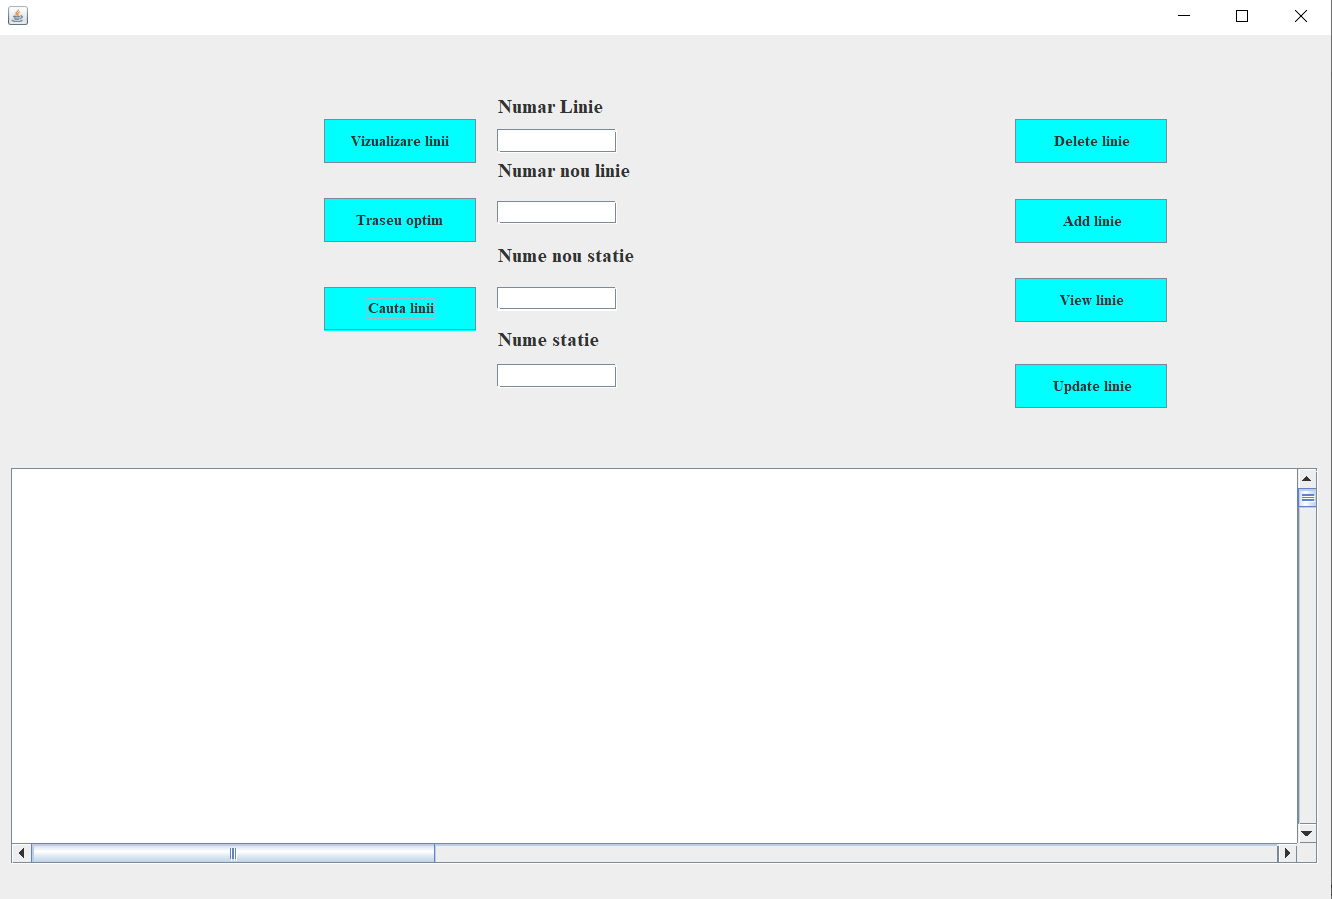 Numar Linie
Vizualizare linii
Delete linie
Numar nou linie
Traseu optim
Add linie
Nume nou statie
Cauta linii
View linie
Nume statie
Update linie